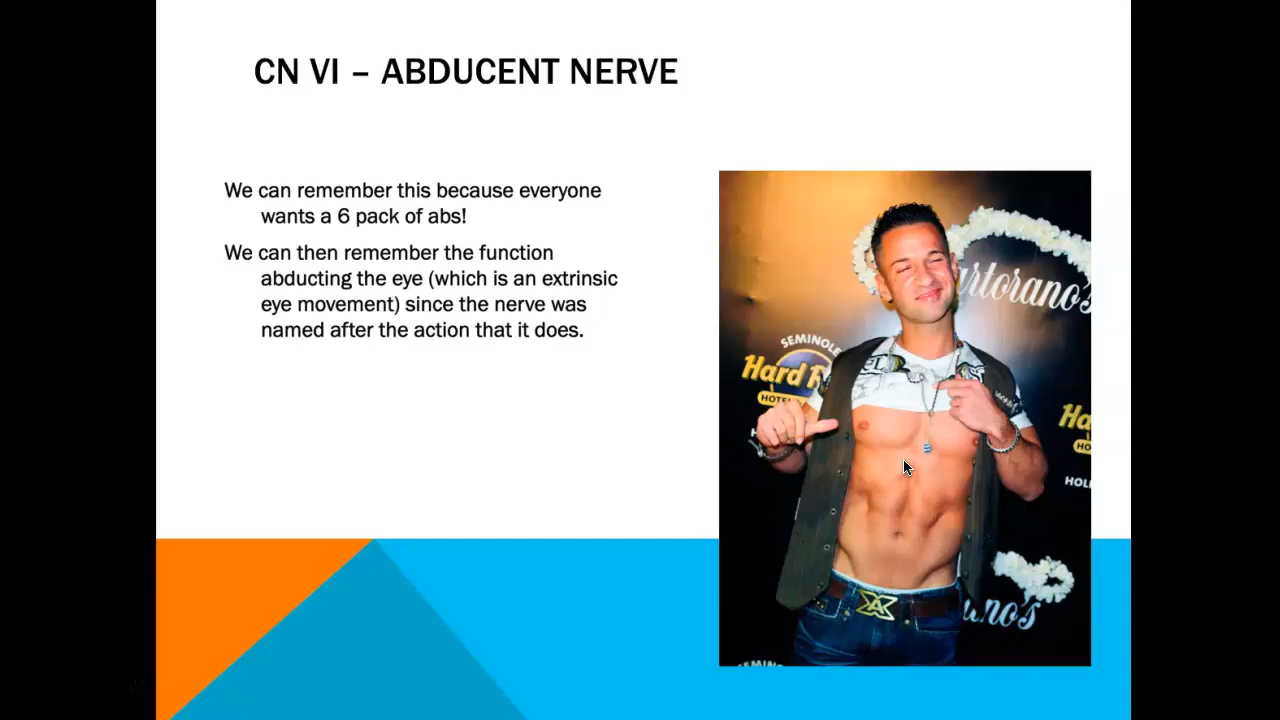 CN VI – ABDUCENT NERVE
We can remember this because everyone
wants a 6 pack of abs!
We can then remember the function
abducting the eye (which is an extrinsic
eye movement) since the nerve was
named after the action that it does.
SEMINOLE
HOTEL